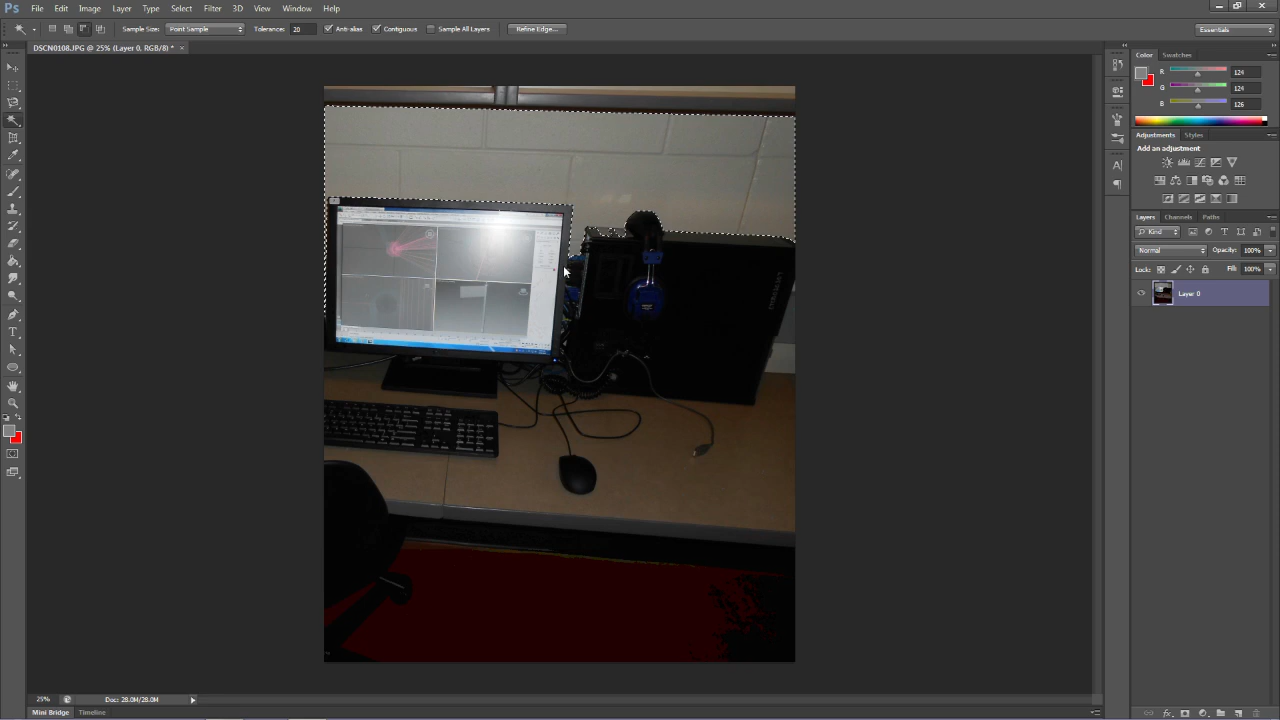 Ps File Edit Image Layer Type Select Filter 3D View Window Help
Sample Size: Point Sample Tolerance: 20 Anti-alias Contiguous Sample All Layers Refine Edge... Essentials
DSCN0108.JPG @ 25% (Layer 0, RGB/8) * ×
Color Swatches
R 124
G 124
B 126
Adjustments Styles
Add an adjustment
Layers Channels Paths
Kind
Normal Opacity: 100%
Lock: Fill: 100%
Layer 0
25% Doc: 28.0M/28.0M
Mini Bridge Timeline